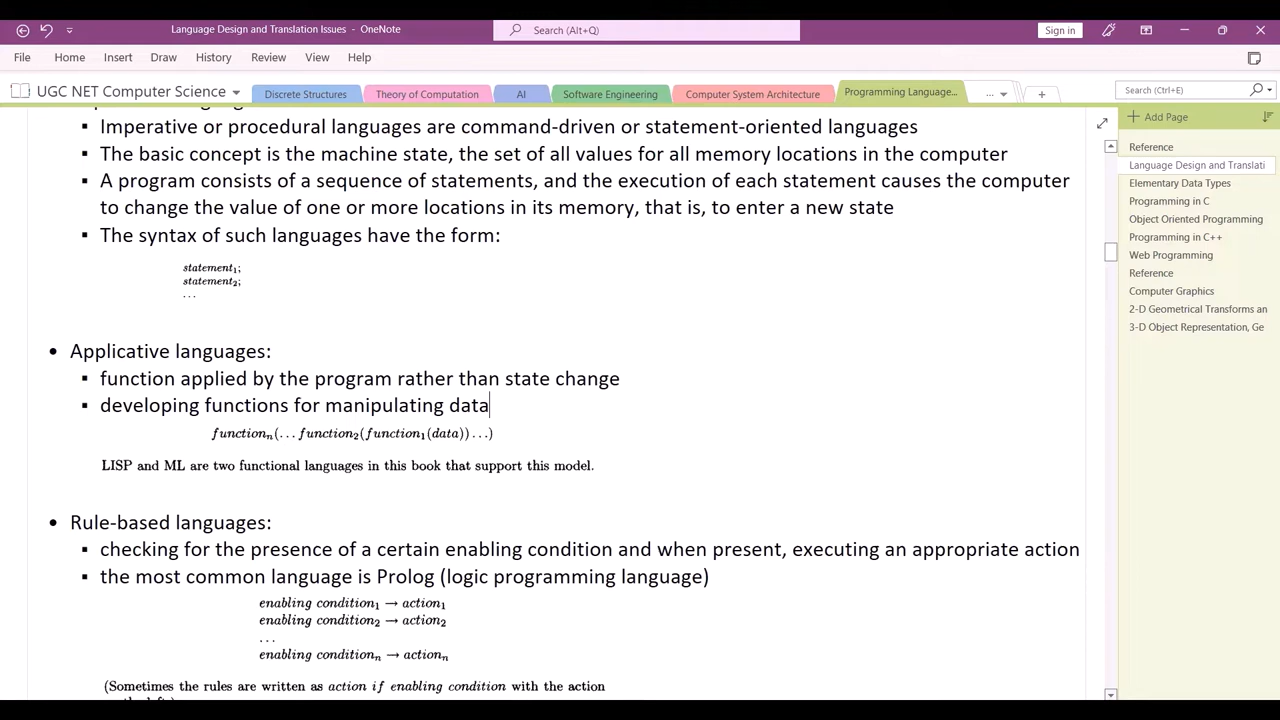 Language Design and Translation Issues - OneNote
Search (Alt+Q)
Sign in
File Home Insert Draw History Review View Help
UGC NET Computer Science
Discrete Structures Theory of Computation AI Software Engineering Computer System Architecture Programming Language... ...
Search (Ctrl+E)
Add Page
Reference
Language Design and Translati
Elementary Data Types
Programming in C
Object Oriented Programming
Programming in C++
Web Programming
Reference
Computer Graphics
2-D Geometrical Transforms an
3-D Object Representation, Ge
▪ Imperative or procedural languages are command-driven or statement-oriented languages
▪ The basic concept is the machine state, the set of all values for all memory locations in the computer
▪ A program consists of a sequence of statements, and the execution of each statement causes the computer
to change the value of one or more locations in its memory, that is, to enter a new state
▪ The syntax of such languages have the form:
statement₁;
statement₂;
...
• Applicative languages:
▪ function applied by the program rather than state change
▪ developing functions for manipulating data
functionₙ(...function₂(function₁(data))...)
LISP and ML are two functional languages in this book that support this model.
• Rule-based languages:
▪ checking for the presence of a certain enabling condition and when present, executing an appropriate action
▪ the most common language is Prolog (logic programming language)
enabling condition₁ → action₁
enabling condition₂ → action₂
...
enabling conditionₙ → actionₙ
(Sometimes the rules are written as action if enabling condition with the action